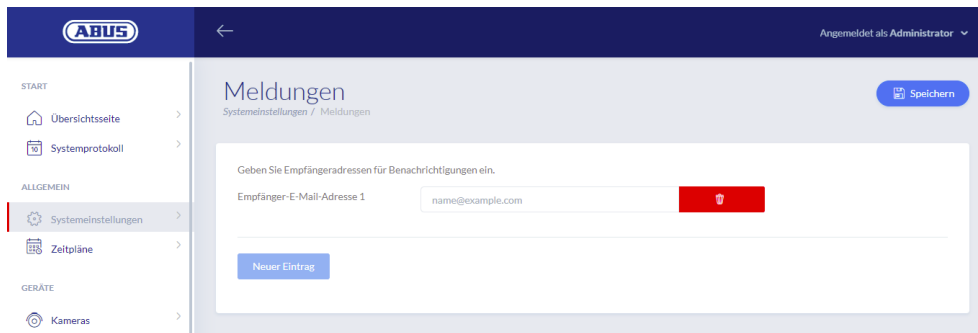 ABUS
Angemeldet als Administrator
START
Übersichtsseite
10 Systemprotokoll
ALLGEMEIN
Systemeinstellungen
Zeitpläne
GERÄTE
Kameras
Meldungen
Systemeinstellungen / Meldungen
Speichern
Geben Sie Empfängeradressen für Benachrichtigungen ein.
Empfänger-E-Mail-Adresse 1
name@example.com
Neuer Eintrag